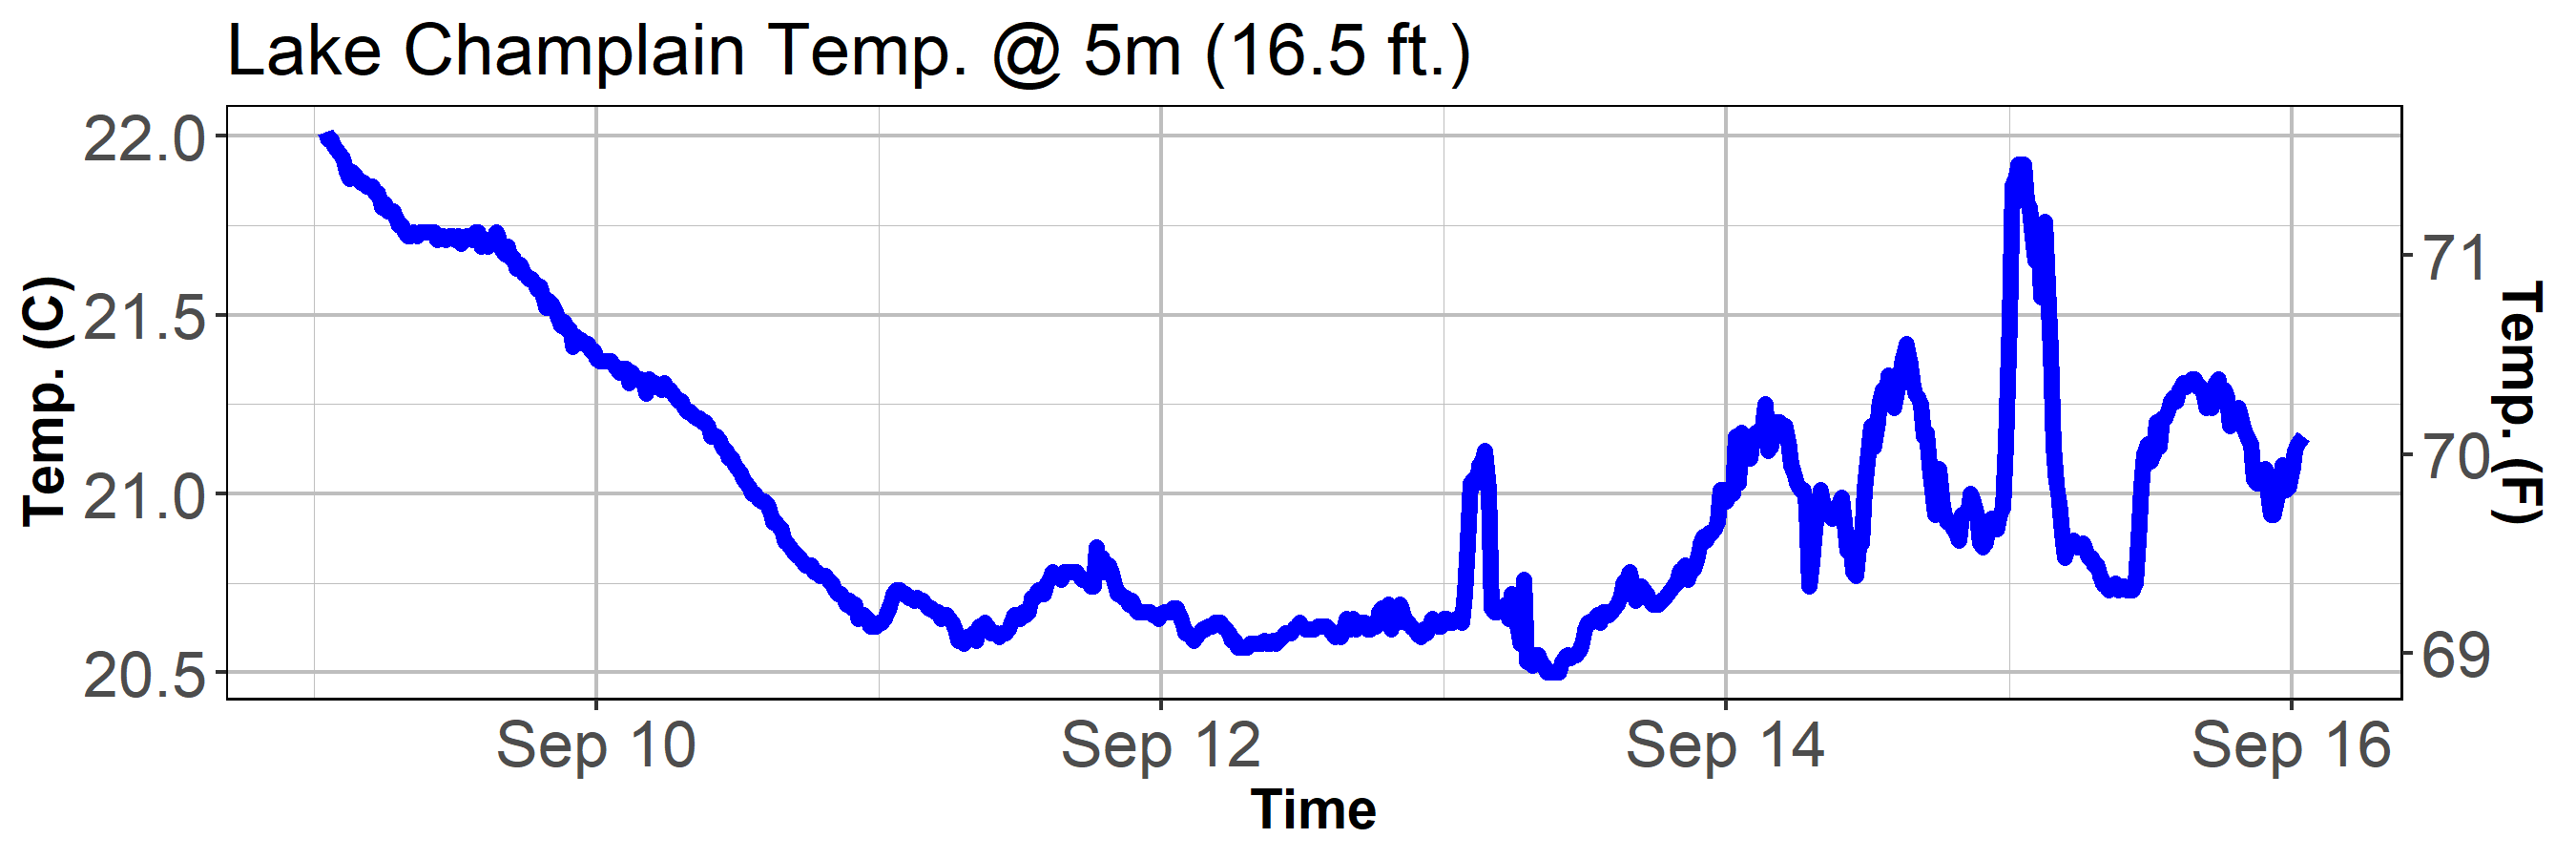 Lake Champlain Temp. @ 5m (16.5 ft.)
22.0
21.5
21.0
20.5
Temp. (C)
71
70
69
Temp. (F)
Sep 10
Sep 12
Sep 14
Sep 16
Time